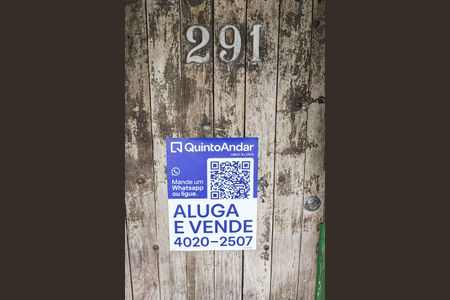 291
QuintoAndar
Mande um
Whatsapp
ou ligue.
ALUGA
E VENDE
4020-2507